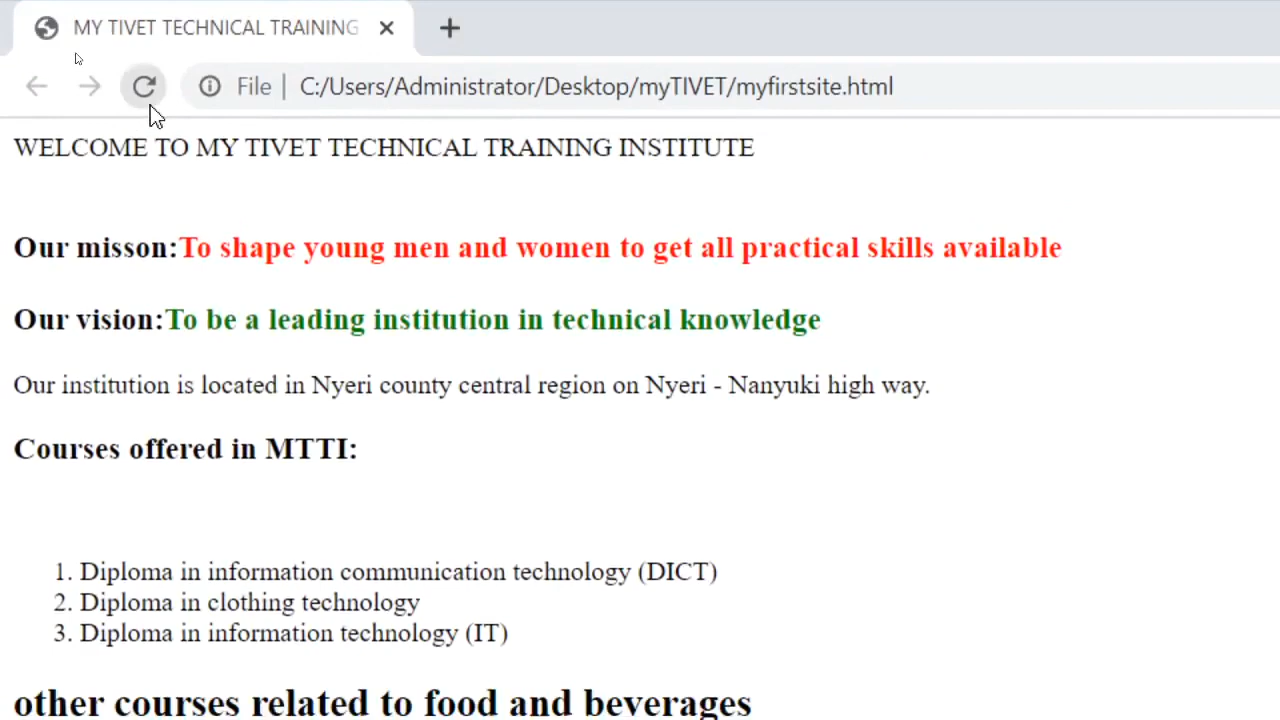 MY TIVET TECHNICAL TRAINING
File | C:/Users/Administrator/Desktop/myTIVET/myfirstsite.html
WELCOME TO MY TIVET TECHNICAL TRAINING INSTITUTE
Our misson:To shape young men and women to get all practical skills available
Our vision:To be a leading institution in technical knowledge
Our institution is located in Nyeri county central region on Nyeri - Nanyuki high way.
Courses offered in MTTI:
1. Diploma in information communication technology (DICT)
2. Diploma in clothing technology
3. Diploma in information technology (IT)
other courses related to food and beverages